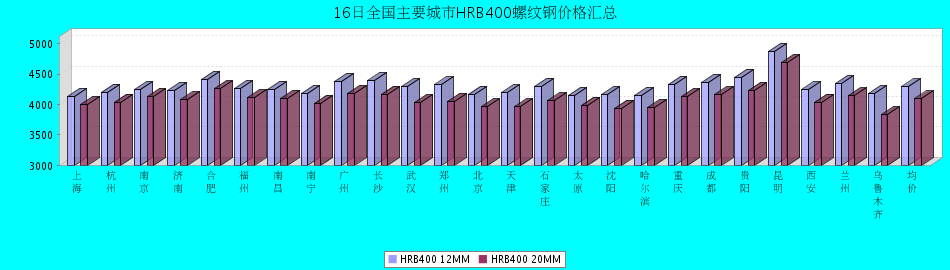 16日全国主要城市HRB400螺纹钢价格汇总
5000
4500
4000
3500
3000
上海
杭州
南京
济南
合肥
福州
南昌
南宁
广州
长沙
武汉
郑州
北京
天津
石家庄
太原
沈阳
哈尔滨
重庆
成都
贵阳
昆明
西安
兰州
乌鲁木齐
均价
HRB400 12MM HRB400 20MM